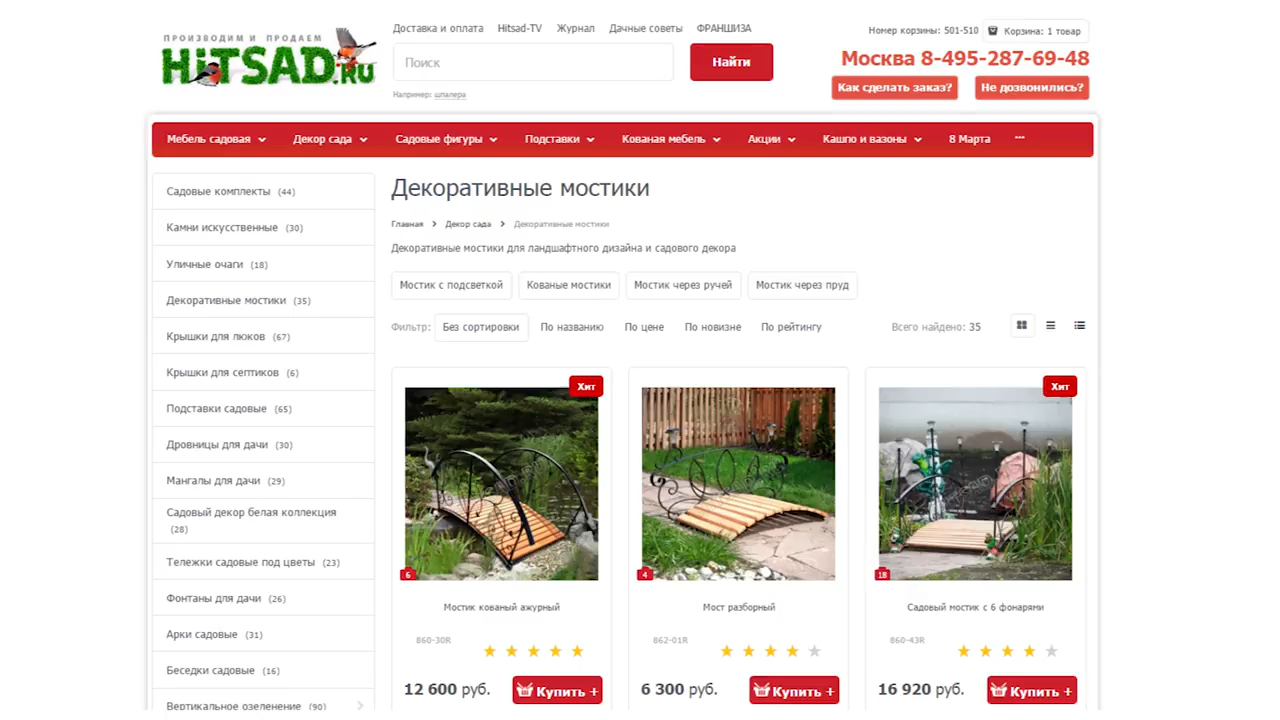 ПРОИЗВОДИМ И ПРОДАЕМ
HiTSAD.RU
Доставка и оплата Hitsad-TV Журнал Дачные советы ФРАНШИЗА
Номер корзины: 501-510 Корзина: 1 товар
Поиск
Найти
Москва 8-495-287-69-48
Например: шпалера
Как сделать заказ? Не дозвонились?
Мебель садовая Декор сада Садовые фигуры Подставки Кованая мебель Акции Кашпо и вазоны 8 Марта ...
Садовые комплекты (44)
Камни искусственные (30)
Уличные очаги (18)
Декоративные мостики (35)
Крышки для люков (67)
Крышки для септиков (6)
Подставки садовые (65)
Дровницы для дачи (30)
Мангалы для дачи (29)
Садовый декор белая коллекция
(28)
Тележки садовые под цветы (23)
Фонтаны для дачи (26)
Арки садовые (31)
Беседки садовые (16)
Вертикальное озеленение (90)
Декоративные мостики
Главная Декор сада Декоративные мостики
Декоративные мостики для ландшафтного дизайна и садового декора
Мостик с подсветкой Кованые мостики Мостик через ручей Мостик через пруд
Фильтр: Без сортировки По названию По цене По новизне По рейтингу Всего найдено: 35
Хит
6
Мостик кованый ажурный
860-30R
12 600 руб. Купить +
4
Мост разборный
862-01R
6 300 руб. Купить +
Хит
18
Садовый мостик с 6 фонарями
860-43R
16 920 руб. Купить +